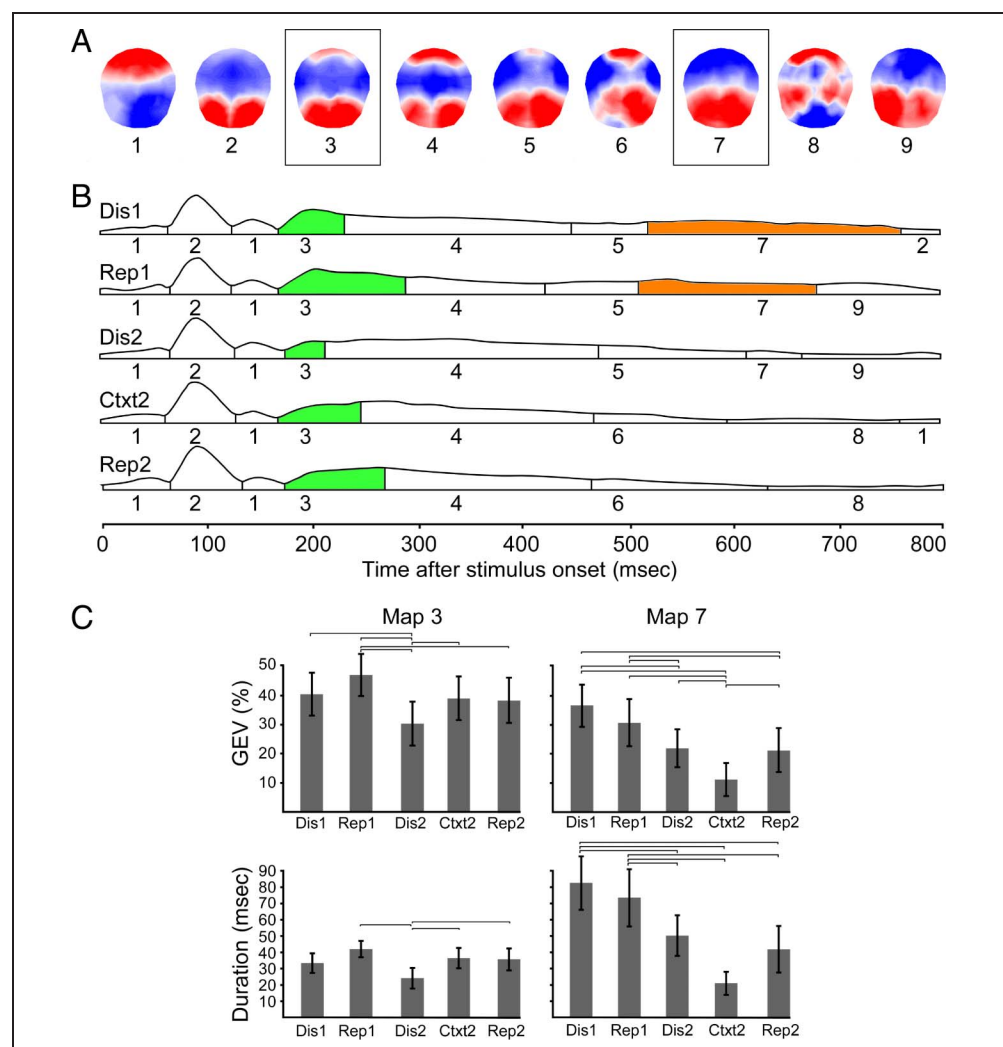 A
1 2 3 4 5 6 7 8 9
B
Dis1
1 2 1 3 4 5 7 2
Rep1
1 2 1 3 4 5 7 9
Dis2
1 2 1 3 4 5 7 9
Ctxt2
1 2 1 3 4 6 8 1
Rep2
1 2 1 3 4 6 8
0 100 200 300 400 500 600 700 800
Time after stimulus onset (msec)
C
Map 3 Map 7
GEV (%)
50
40
30
20
10
Dis1 Rep1 Dis2 Ctxt2 Rep2
Dis1 Rep1 Dis2 Ctxt2 Rep2
Duration (msec)
90
80
70
60
50
40
30
20
10
Dis1 Rep1 Dis2 Ctxt2 Rep2
Dis1 Rep1 Dis2 Ctxt2 Rep2